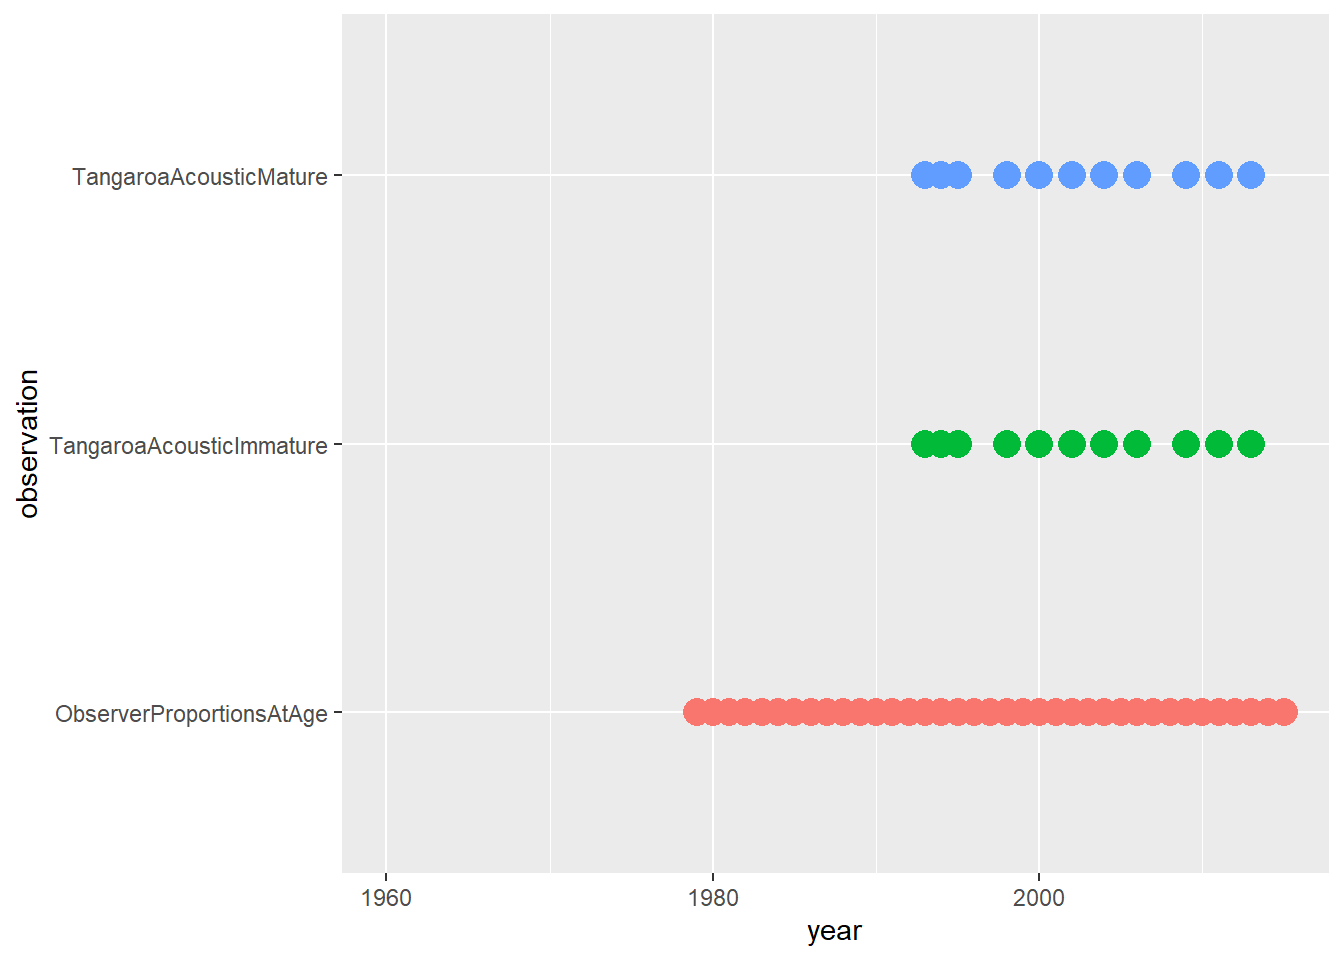 TangaroaAcousticMature
TangaroaAcousticImmature
ObserverProportionsAtAge
observation
1960 1980 2000
year